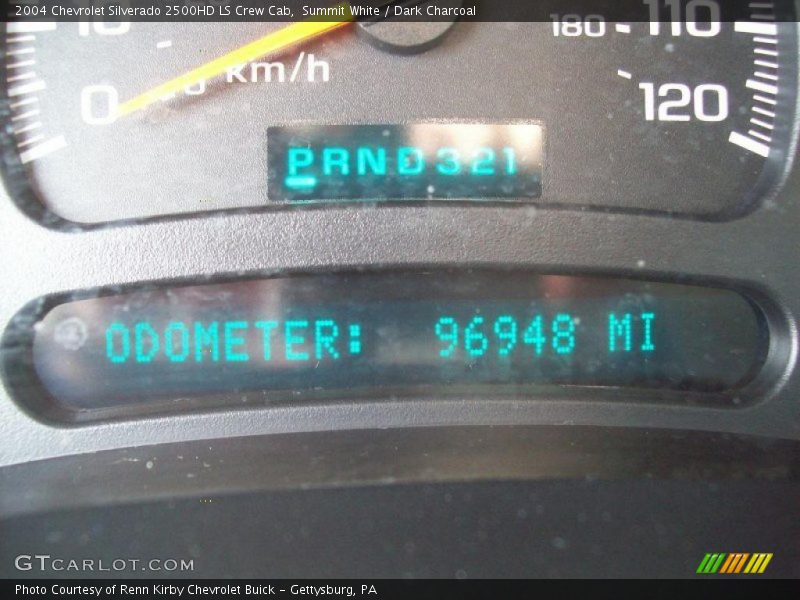 2004 Chevrolet Silverado 2500HD LS Crew Cab, Summit White / Dark Charcoal
180 110
km/h
0 120
PRND321
ODOMETER: 96948 MI
GTCARLOT.COM
Photo Courtesy of Renn Kirby Chevrolet Buick - Gettysburg, PA